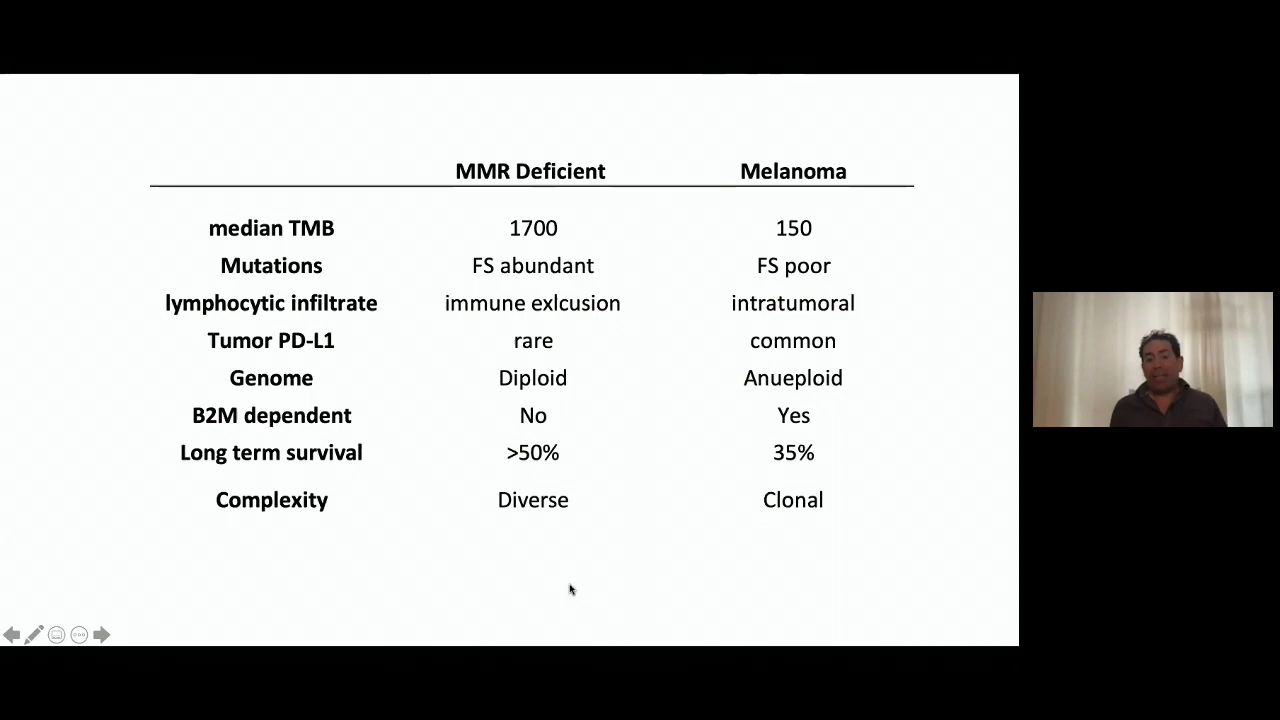 MMR Deficient Melanoma
median TMB 1700 150
Mutations FS abundant FS poor
lymphocytic infiltrate immune exlcusion intratumoral
Tumor PD-L1 rare common
Genome Diploid Anueploid
B2M dependent No Yes
Long term survival >50% 35%
Complexity Diverse Clonal